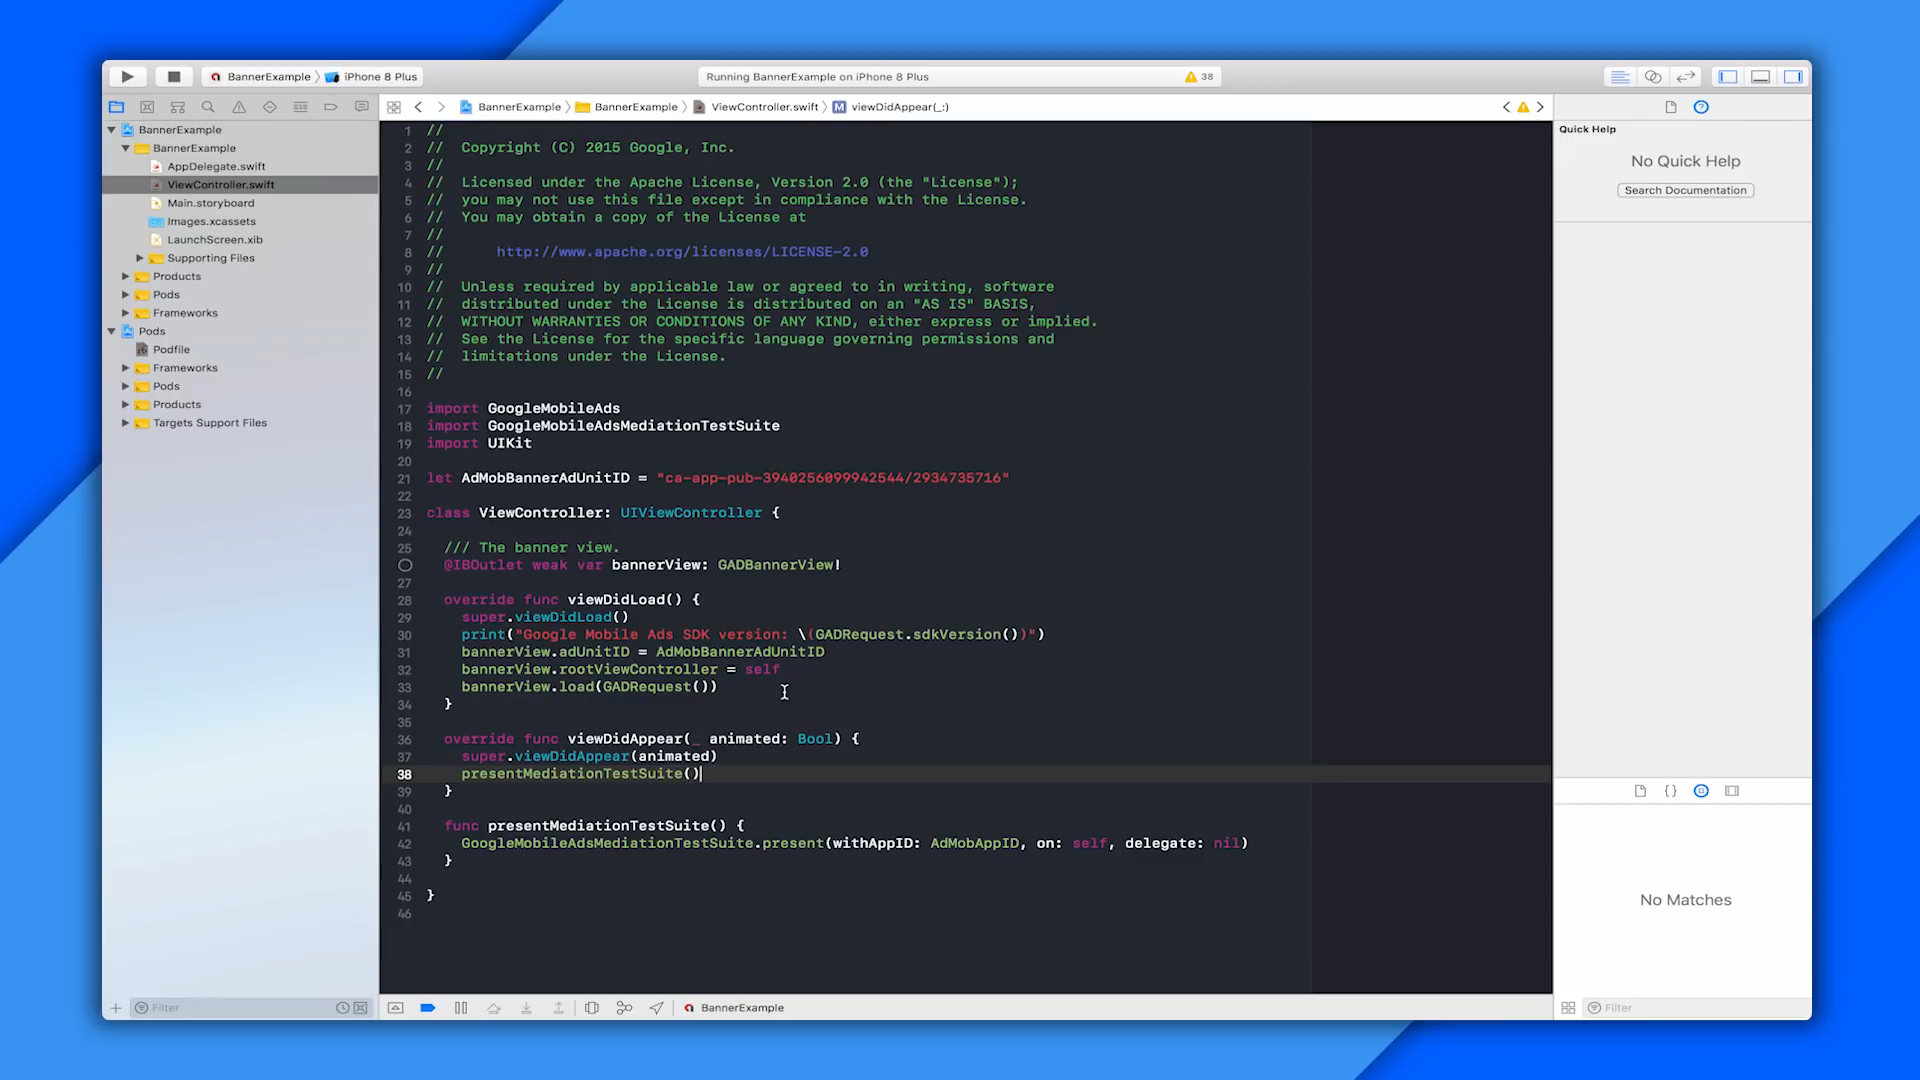 BannerExample
iPhone 8 Plus
Running BannerExample on iPhone 8 Plus
38
BannerExample
BannerExample
AppDelegate.swift
ViewController.swift
Main.storyboard
Images.xcassets
LaunchScreen.xib
Supporting Files
Products
Pods
Frameworks
Pods
Podfile
Frameworks
Pods
Products
Targets Support Files
Filter
BannerExample
BannerExample
ViewController.swift
M viewDidAppear(_:)
1 //
2 // Copyright (C) 2015 Google, Inc.
3 //
4 // Licensed under the Apache License, Version 2.0 (the "License");
5 // you may not use this file except in compliance with the License.
6 // You may obtain a copy of the License at
7 //
8 // http://www.apache.org/licenses/LICENSE-2.0
9 //
10 // Unless required by applicable law or agreed to in writing, software
11 // distributed under the License is distributed on an "AS IS" BASIS,
12 // WITHOUT WARRANTIES OR CONDITIONS OF ANY KIND, either express or implied.
13 // See the License for the specific language governing permissions and
14 // limitations under the License.
15 //
16
17 import GoogleMobileAds
18 import GoogleMobileAdsMediationTestSuite
19 import UIKit
20
21 let AdMobBannerAdUnitID = "ca-app-pub-3940256099942544/2934735716"
22
23 class ViewController: UIViewController {
24
25 /// The banner view.
@IBOutlet weak var bannerView: GADBannerView!
27
28 override func viewDidLoad() {
29 super.viewDidLoad()
30 print("Google Mobile Ads SDK version: \(GADRequest.sdkVersion())")
31 bannerView.adUnitID = AdMobBannerAdUnitID
32 bannerView.rootViewController = self
33 bannerView.load(GADRequest())
34 }
35
36 override func viewDidAppear(_ animated: Bool) {
37 super.viewDidAppear(animated)
38 presentMediationTestSuite()
39 }
40
41 func presentMediationTestSuite() {
42 GoogleMobileAdsMediationTestSuite.present(withAppID: AdMobAppID, on: self, delegate: nil)
43 }
44
45 }
46
BannerExample
Quick Help
No Quick Help
Search Documentation
{}
No Matches
Filter